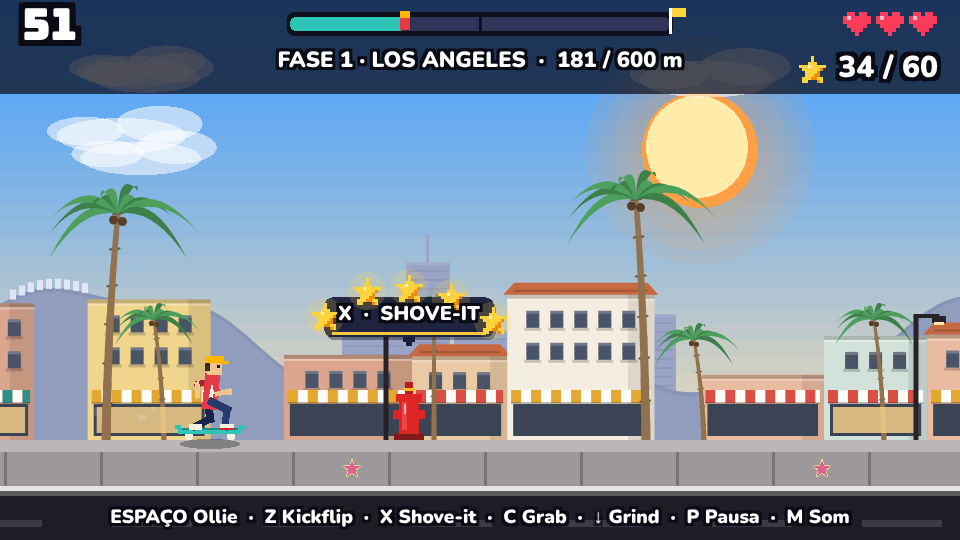 51
FASE 1 · LOS ANGELES · 181 / 600 m
34 / 60
X · SHOVE-IT
ESPAÇO Ollie · Z Kickflip · X Shove-it · C Grab · ↓ Grind · P Pausa · M Som